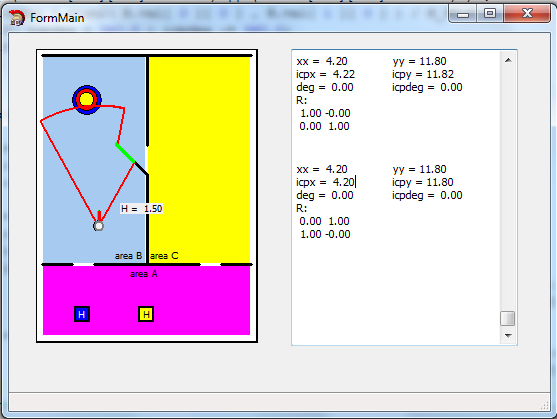 FormMain
H = 1.50
area B
area C
area A
H
H
xx = 4.20 yy = 11.80
icpx = 4.22 icpy = 11.82
deg = 0.00 icpdeg = 0.00
R:
1.00 -0.00
0.00 1.00
xx = 4.20 yy = 11.80
icpx = 4.20 icpy = 11.80
deg = 0.00 icpdeg = 0.00
R:
0.00 1.00
1.00 -0.00